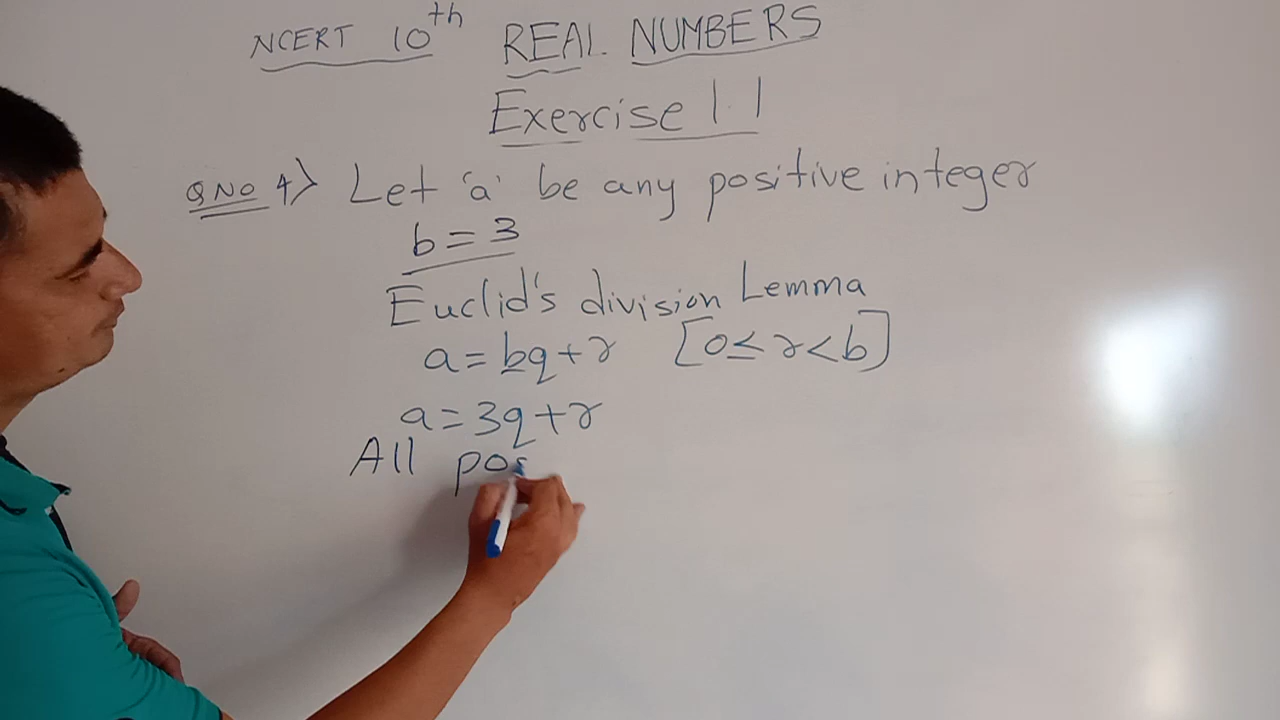 NCERT 10th REAL NUMBERS
Exercise 1.1
Q NO 4) Let 'a' be any positive integer
b = 3
Euclid's division Lemma
a = bq + r [0 ≤ r < b]
a = 3q + r
All pos